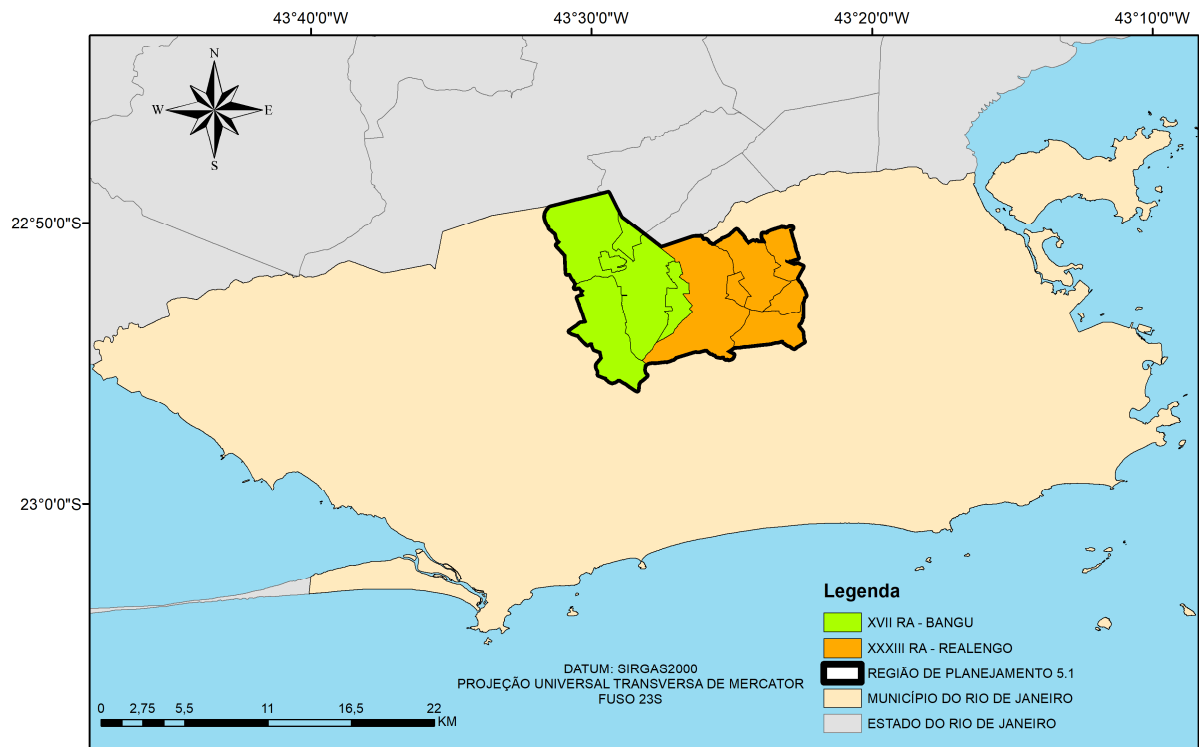 43°40'0"W
43°30'0"W
43°20'0"W
43°10'0"W
N
W
E
S
22°50'0"S
23°0'0"S
Legenda
XVII RA - BANGU
XXXIII RA - REALENGO
REGIÃO DE PLANEJAMENTO 5.1
MUNICÍPIO DO RIO DE JANEIRO
ESTADO DO RIO DE JANEIRO
DATUM: SIRGAS2000
PROJEÇÃO UNIVERSAL TRANSVERSA DE MERCATOR
FUSO 23S
0 2,75 5,5 11 16,5 22
KM